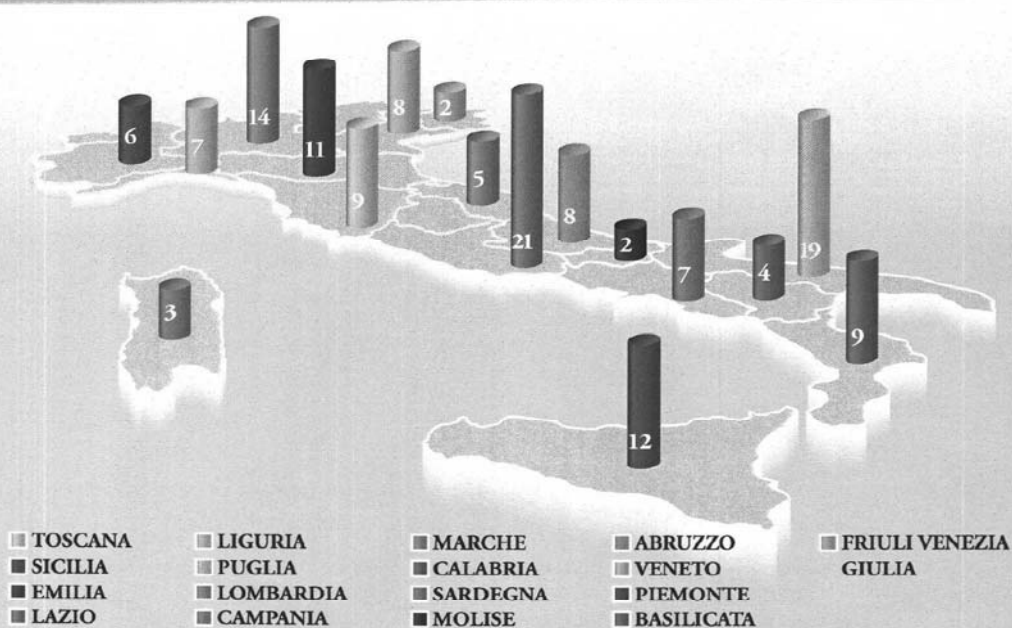 14
8
2
6
7
11
9
5
21
8
2
7
4
19
9
3
12
TOSCANA
SICILIA
EMILIA
LAZIO
LIGURIA
PUGLIA
LOMBARDIA
CAMPANIA
MARCHE
CALABRIA
SARDEGNA
MOLISE
ABRUZZO
VENETO
PIEMONTE
BASILICATA
FRIULI VENEZIA
GIULIA